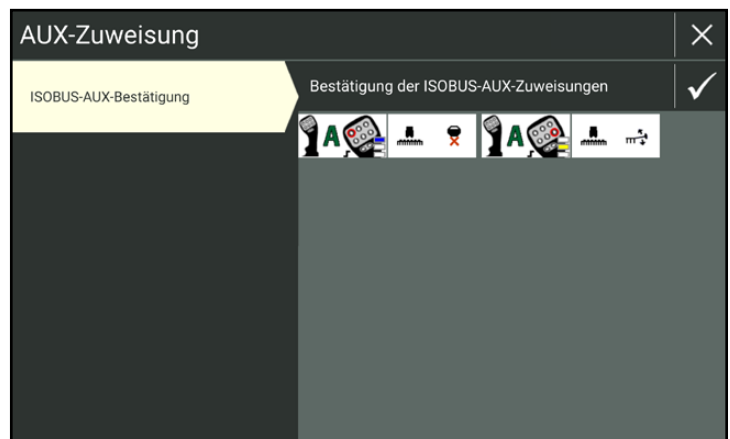 AUX-Zuweisung
ISOBUS-AUX-Bestätigung
Bestätigung der ISOBUS-AUX-Zuweisungen
A
A